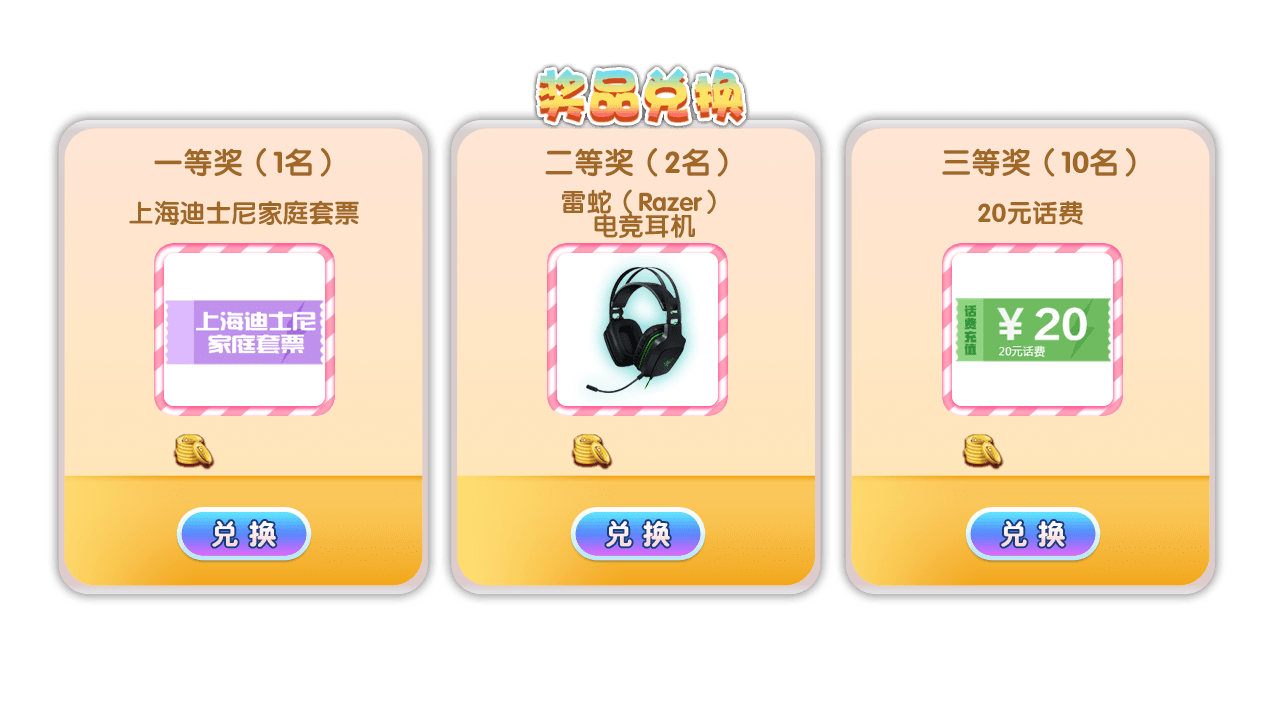 奖品兑换
一等奖（1名）
上海迪士尼家庭套票
上海迪士尼
家庭套票
兑换
二等奖（2名）
雷蛇（Razer）
电竞耳机
兑换
三等奖（10名）
20元话费
话费充值
¥20
20元话费
兑换